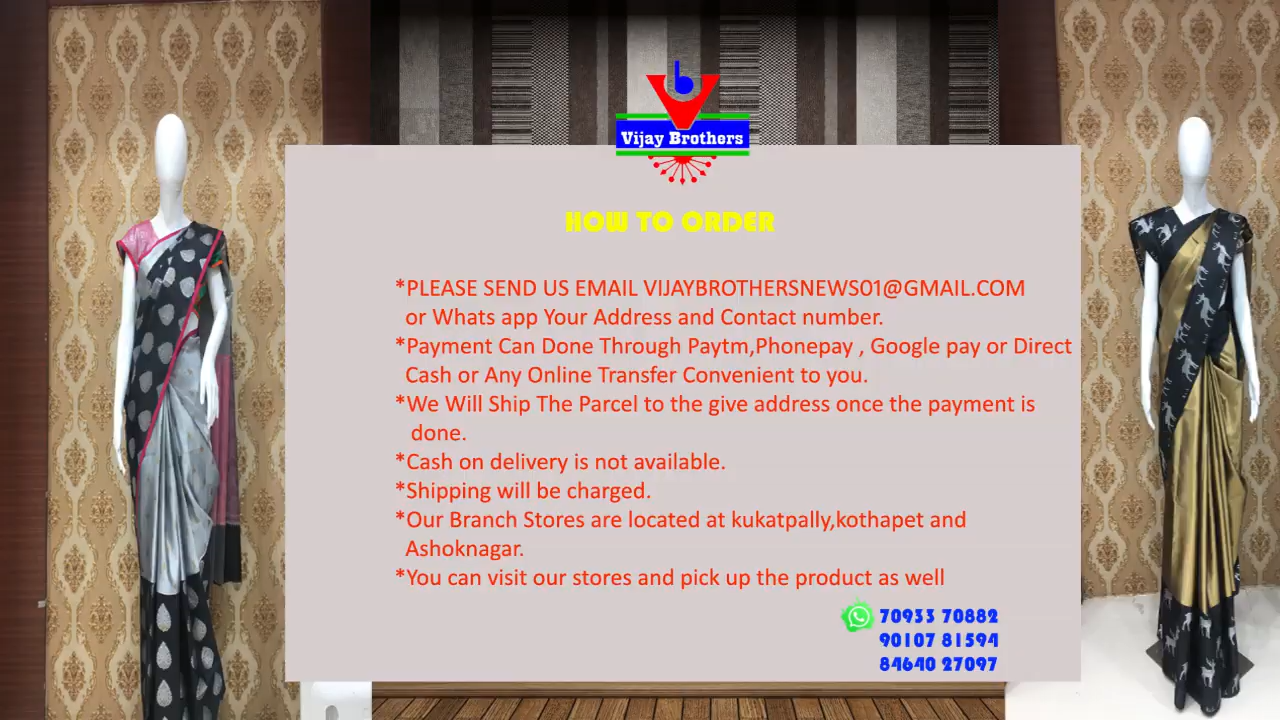 b
Vijay Brothers
HOW TO ORDER
*PLEASE SEND US EMAIL VIJAYBROTHERSNEWS01@GMAIL.COM
or Whats app Your Address and Contact number.
*Payment Can Done Through Paytm,Phonepay , Google pay or Direct
Cash or Any Online Transfer Convenient to you.
*We Will Ship The Parcel to the give address once the payment is
done.
*Cash on delivery is not available.
*Shipping will be charged.
*Our Branch Stores are located at kukatpally,kothapet and
Ashoknagar.
*You can visit our stores and pick up the product as well
70933 70882
90107 81594
84640 27097